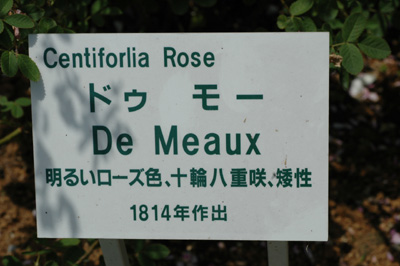 Centiforlia Rose
ドゥ モー
De Meaux
明るいローズ色、十輪八重咲、矮性
1814年作出